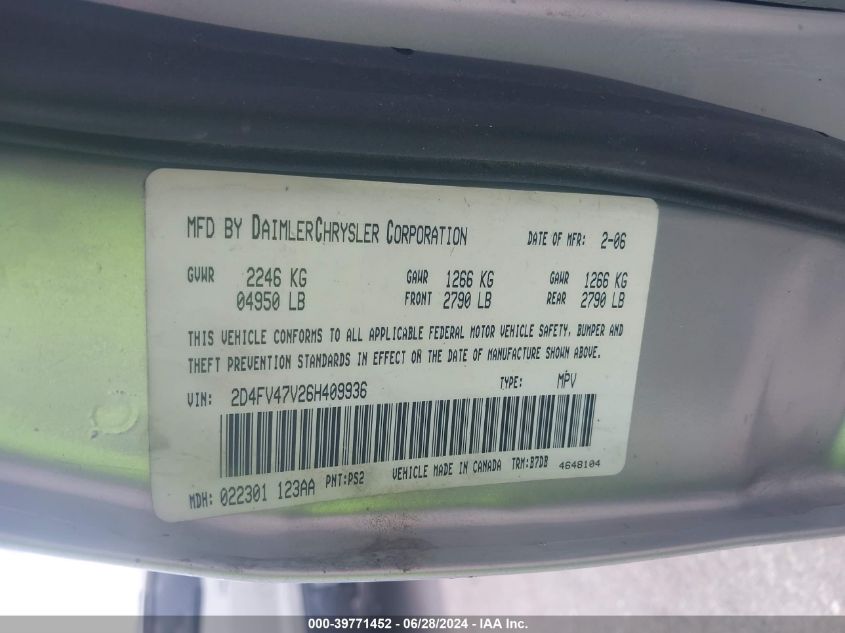 MFD BY DAIMLERCHRYSLER CORPORATION DATE OF MFR: 2-06
GVWR 2246 KG GAWR 1266 KG GAWR 1266 KG
04950 LB FRONT 2790 LB REAR 2790 LB
THIS VEHICLE CONFORMS TO ALL APPLICABLE FEDERAL MOTOR VEHICLE SAFETY, BUMPER AND
THEFT PREVENTION STANDARDS IN EFFECT ON THE DATE OF MANUFACTURE SHOWN ABOVE.
VIN: 2D4FV47V26H409936 TYPE: MPV
MDH: 022301 123AA PNT:PS2 VEHICLE MADE IN CANADA TRM:B7DB 4648104
000-39771452 - 06/28/2024 - IAA Inc.